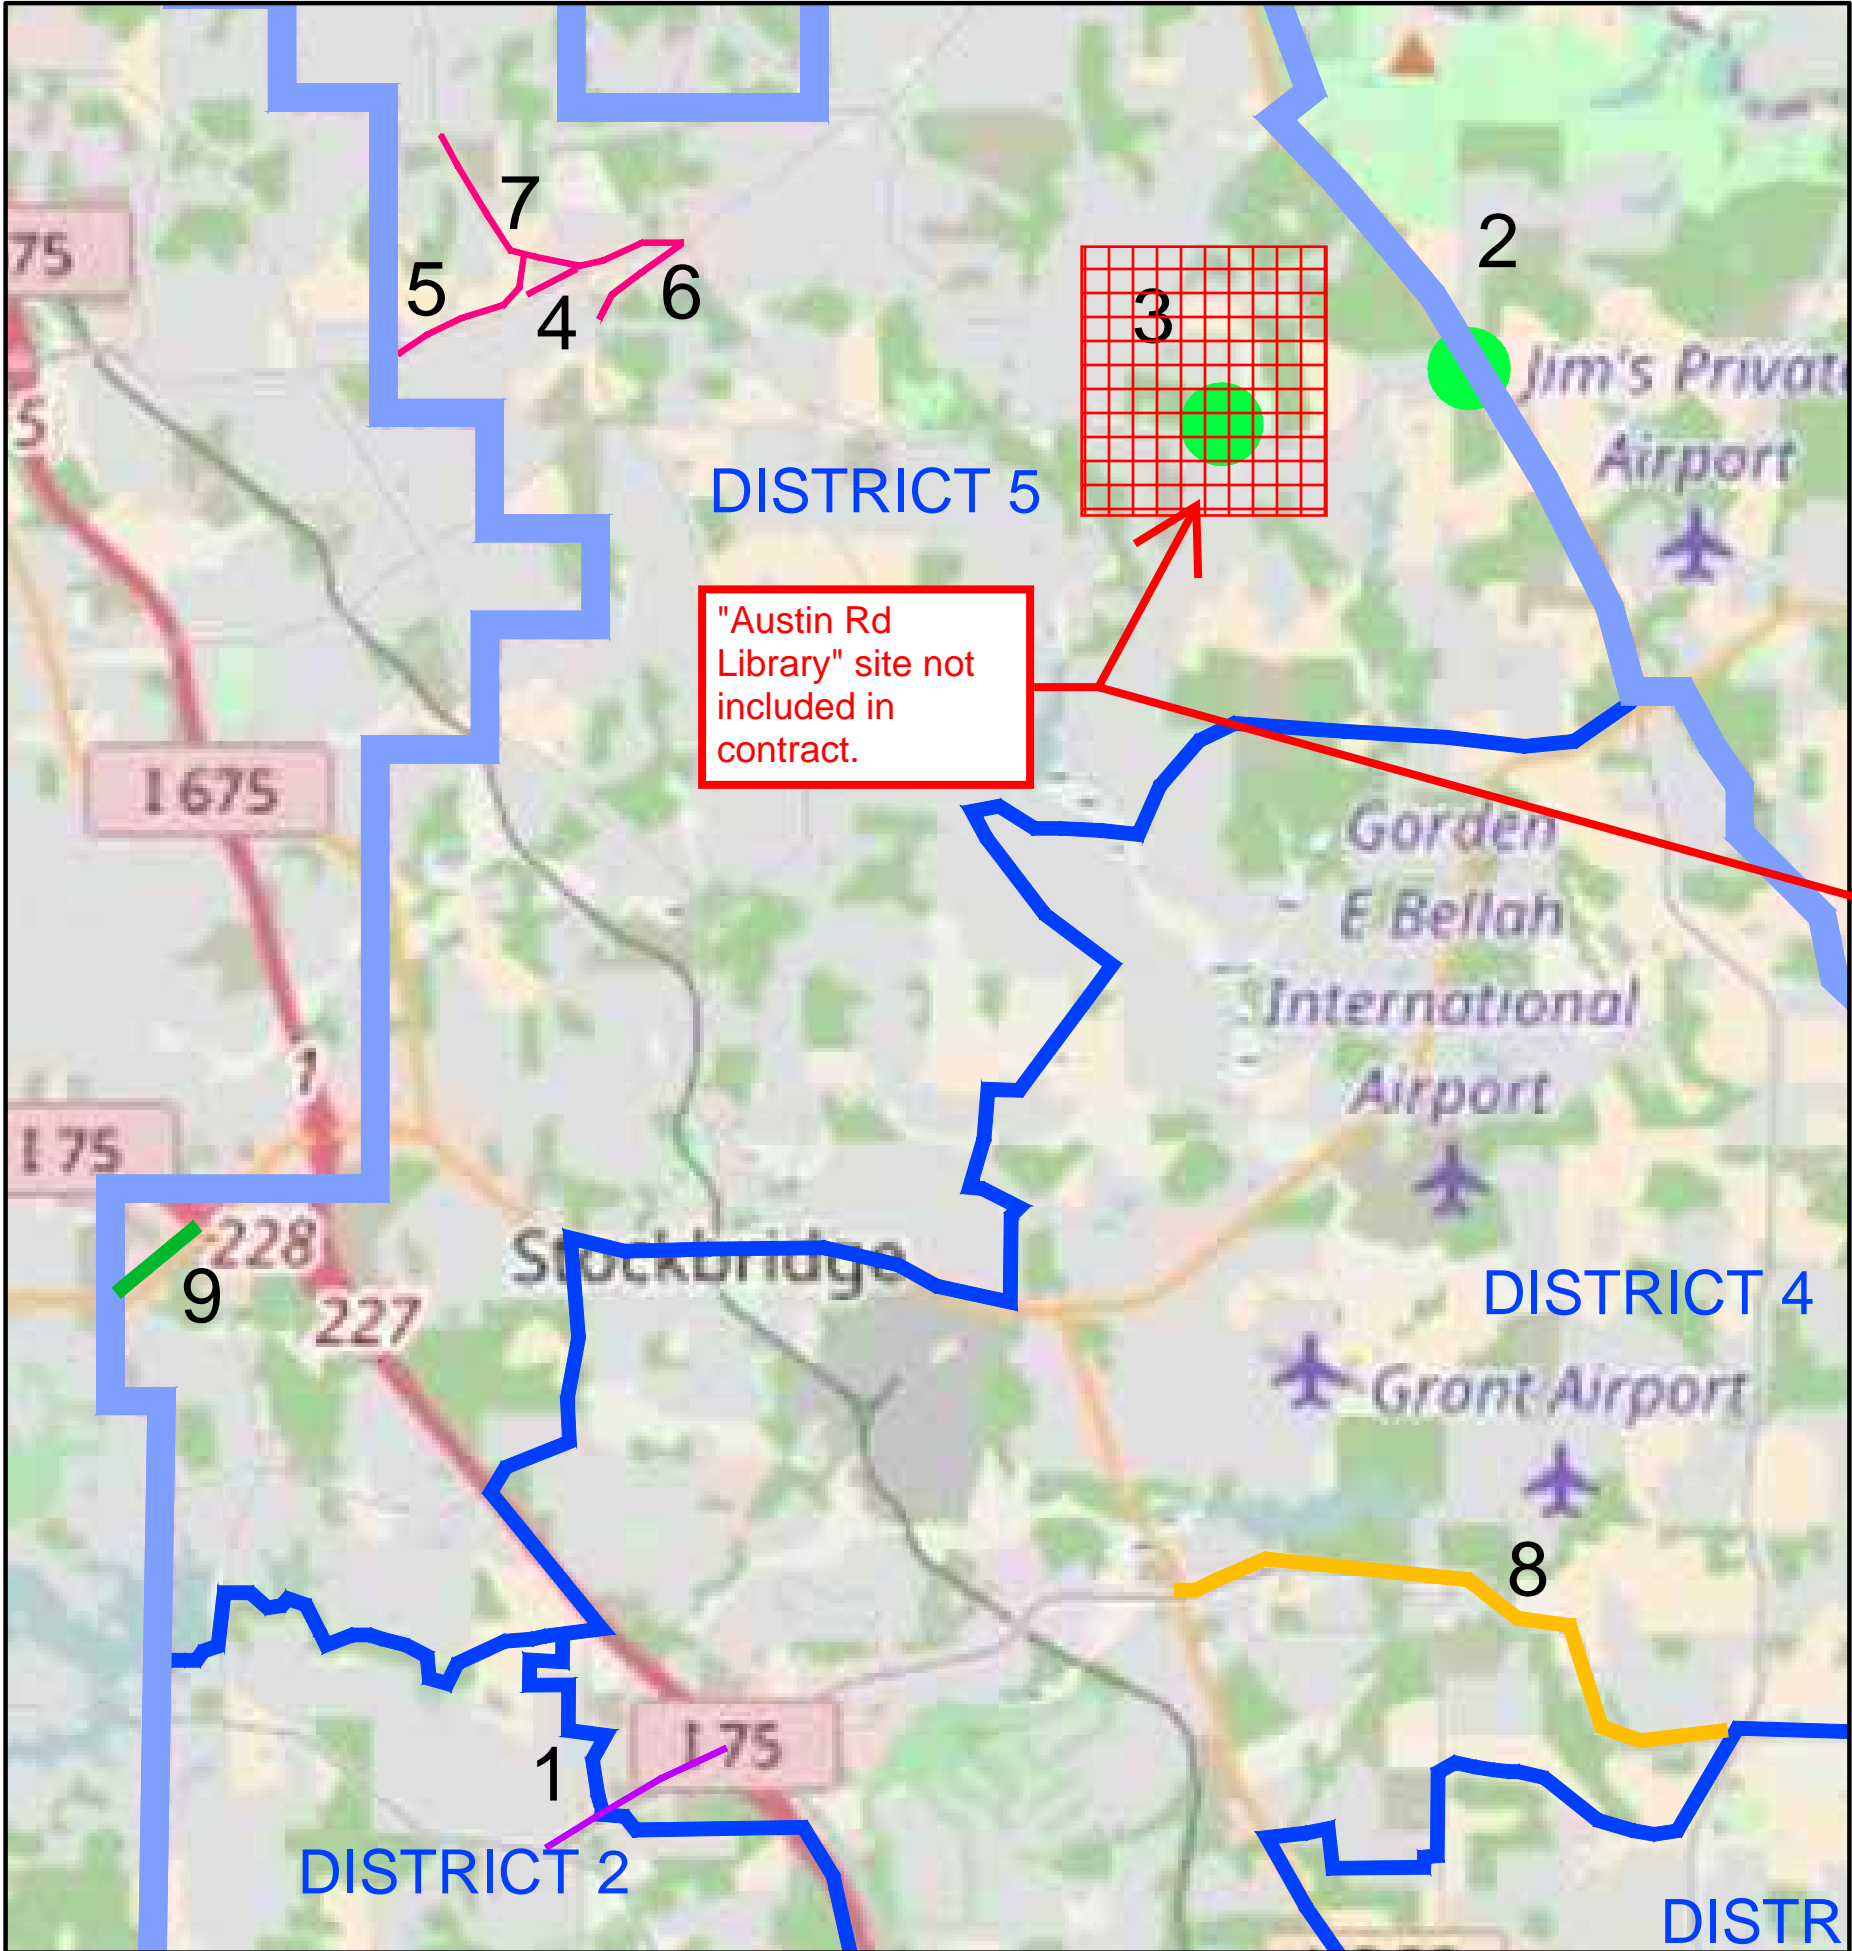 7
75
2
5
6
3
4
Jim's Private
5
Airport
DISTRICT 5
"Austin Rd
Library" site not
included in
contract.
I 675
Gorden
E Bellah
International
1
Airport
I 75
228
Stockbridge
9
227
DISTRICT 4
Grant Airport
8
I 75
1
DISTRICT 2
DISTR